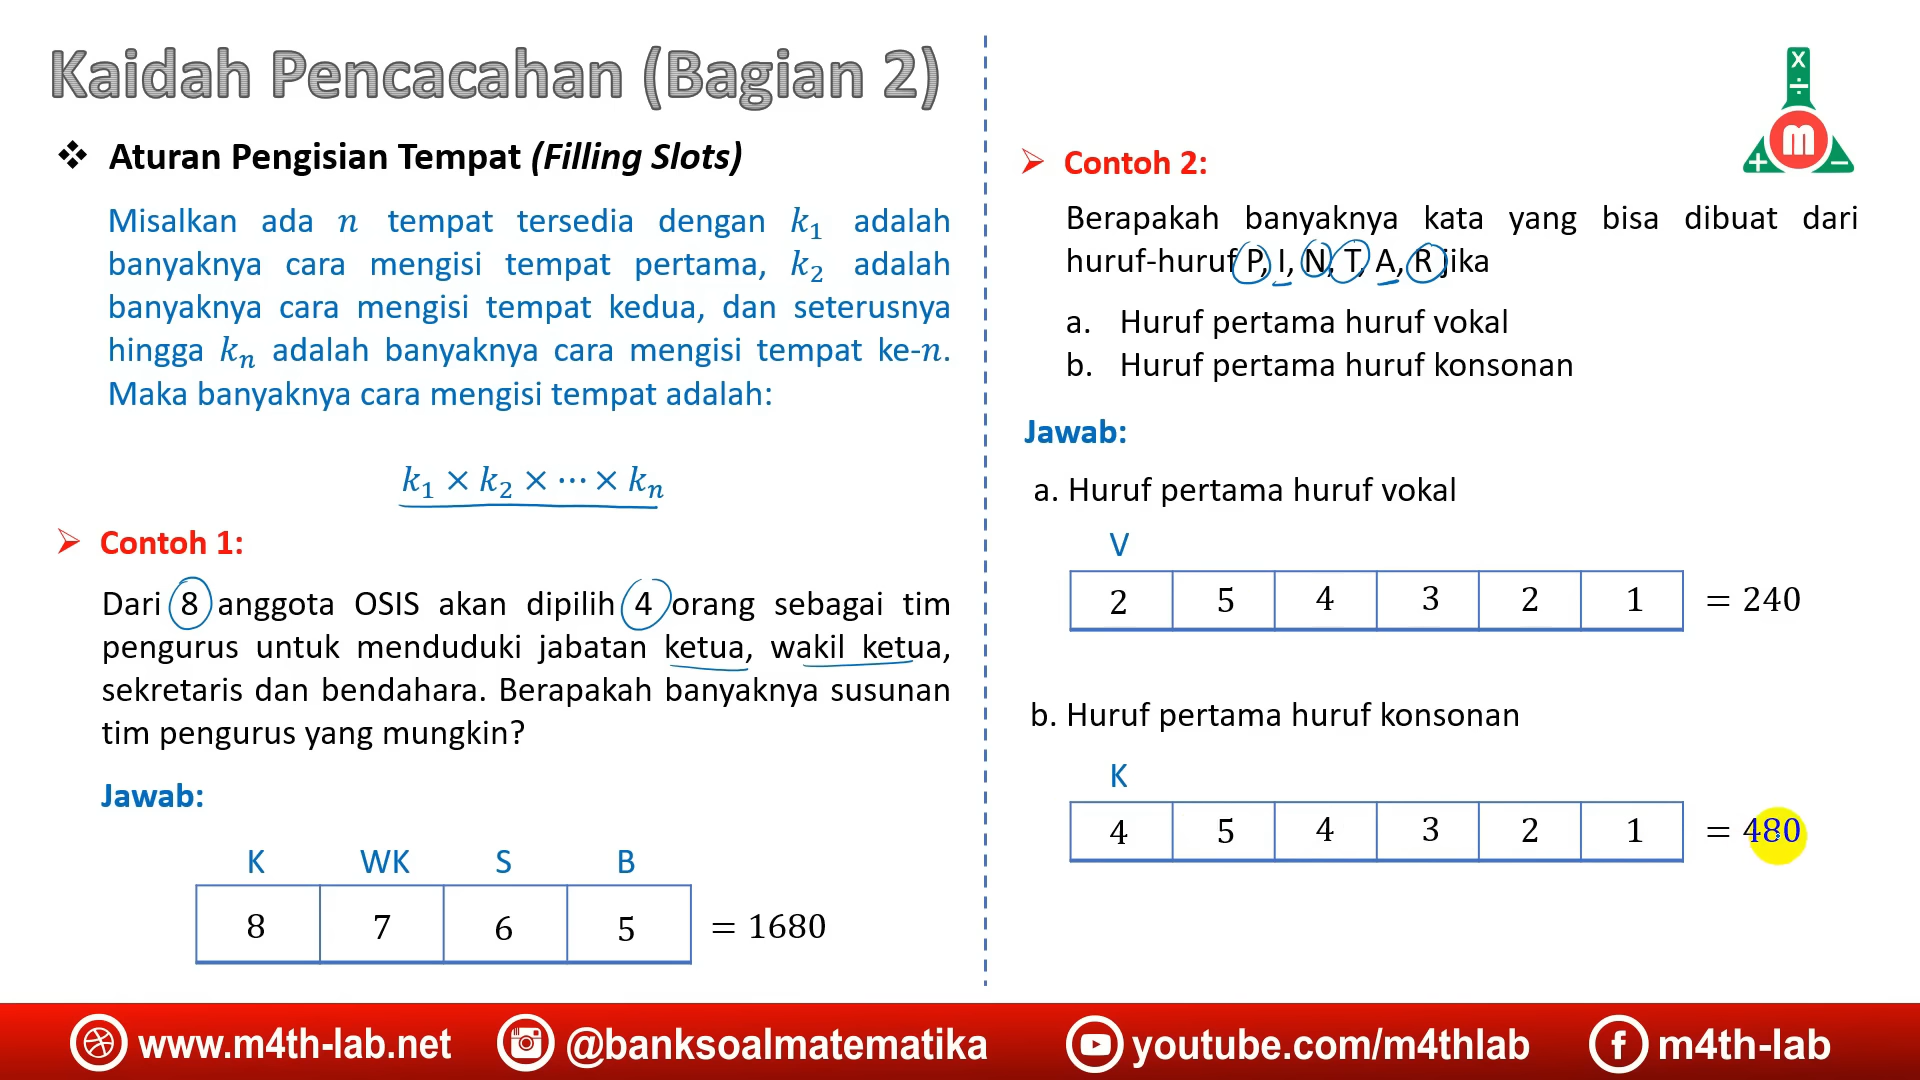 Kaidah Pencacahan (Bagian 2)
❖ Aturan Pengisian Tempat (Filling Slots)
Misalkan ada n tempat tersedia dengan k₁ adalah
banyaknya cara mengisi tempat pertama, k₂ adalah
banyaknya cara mengisi tempat kedua, dan seterusnya
hingga kₙ adalah banyaknya cara mengisi tempat ke-n.
Maka banyaknya cara mengisi tempat adalah:
k₁ × k₂ × ⋯ × kₙ
➢ Contoh 1:
Dari 8 anggota OSIS akan dipilih 4 orang sebagai tim
pengurus untuk menduduki jabatan ketua, wakil ketua,
sekretaris dan bendahara. Berapakah banyaknya susunan
tim pengurus yang mungkin?
Jawab:
K WK S B
8 7 6 5 = 1680
➢ Contoh 2:
Berapakah banyaknya kata yang bisa dibuat dari
huruf-huruf P, I, N, T, A, R jika
a. Huruf pertama huruf vokal
b. Huruf pertama huruf konsonan
Jawab:
a. Huruf pertama huruf vokal
V
2 5 4 3 2 1 = 240
b. Huruf pertama huruf konsonan
K
4 5 4 3 2 1 = 480
X ÷ m + −
www.m4th-lab.net @banksoalmatematika youtube.com/m4thlab m4th-lab